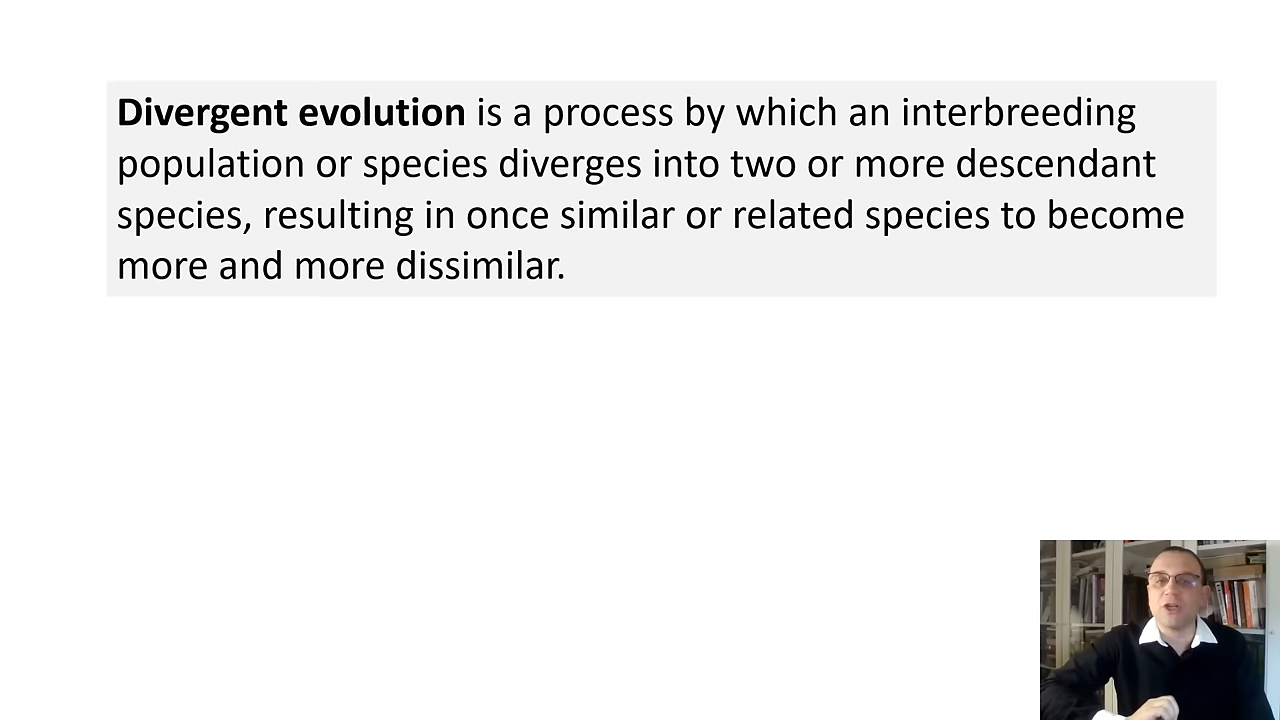 Divergent evolution is a process by which an interbreeding
population or species diverges into two or more descendant
species, resulting in once similar or related species to become
more and more dissimilar.